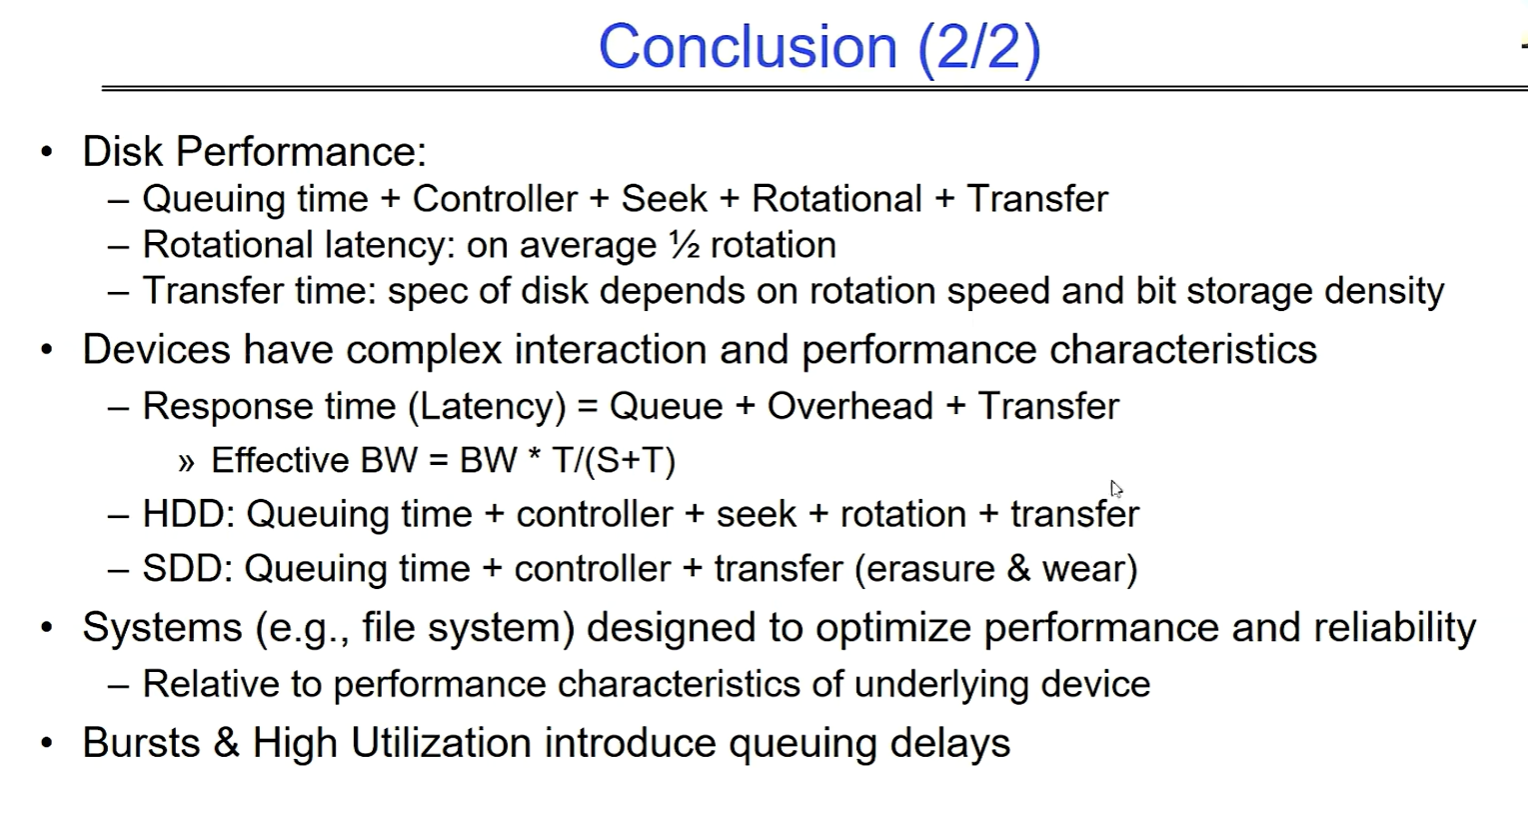 Conclusion (2/2)
• Disk Performance:
– Queuing time + Controller + Seek + Rotational + Transfer
– Rotational latency: on average ½ rotation
– Transfer time: spec of disk depends on rotation speed and bit storage density
• Devices have complex interaction and performance characteristics
– Response time (Latency) = Queue + Overhead + Transfer
» Effective BW = BW * T/(S+T)
– HDD: Queuing time + controller + seek + rotation + transfer
– SDD: Queuing time + controller + transfer (erasure & wear)
• Systems (e.g., file system) designed to optimize performance and reliability
– Relative to performance characteristics of underlying device
• Bursts & High Utilization introduce queuing delays